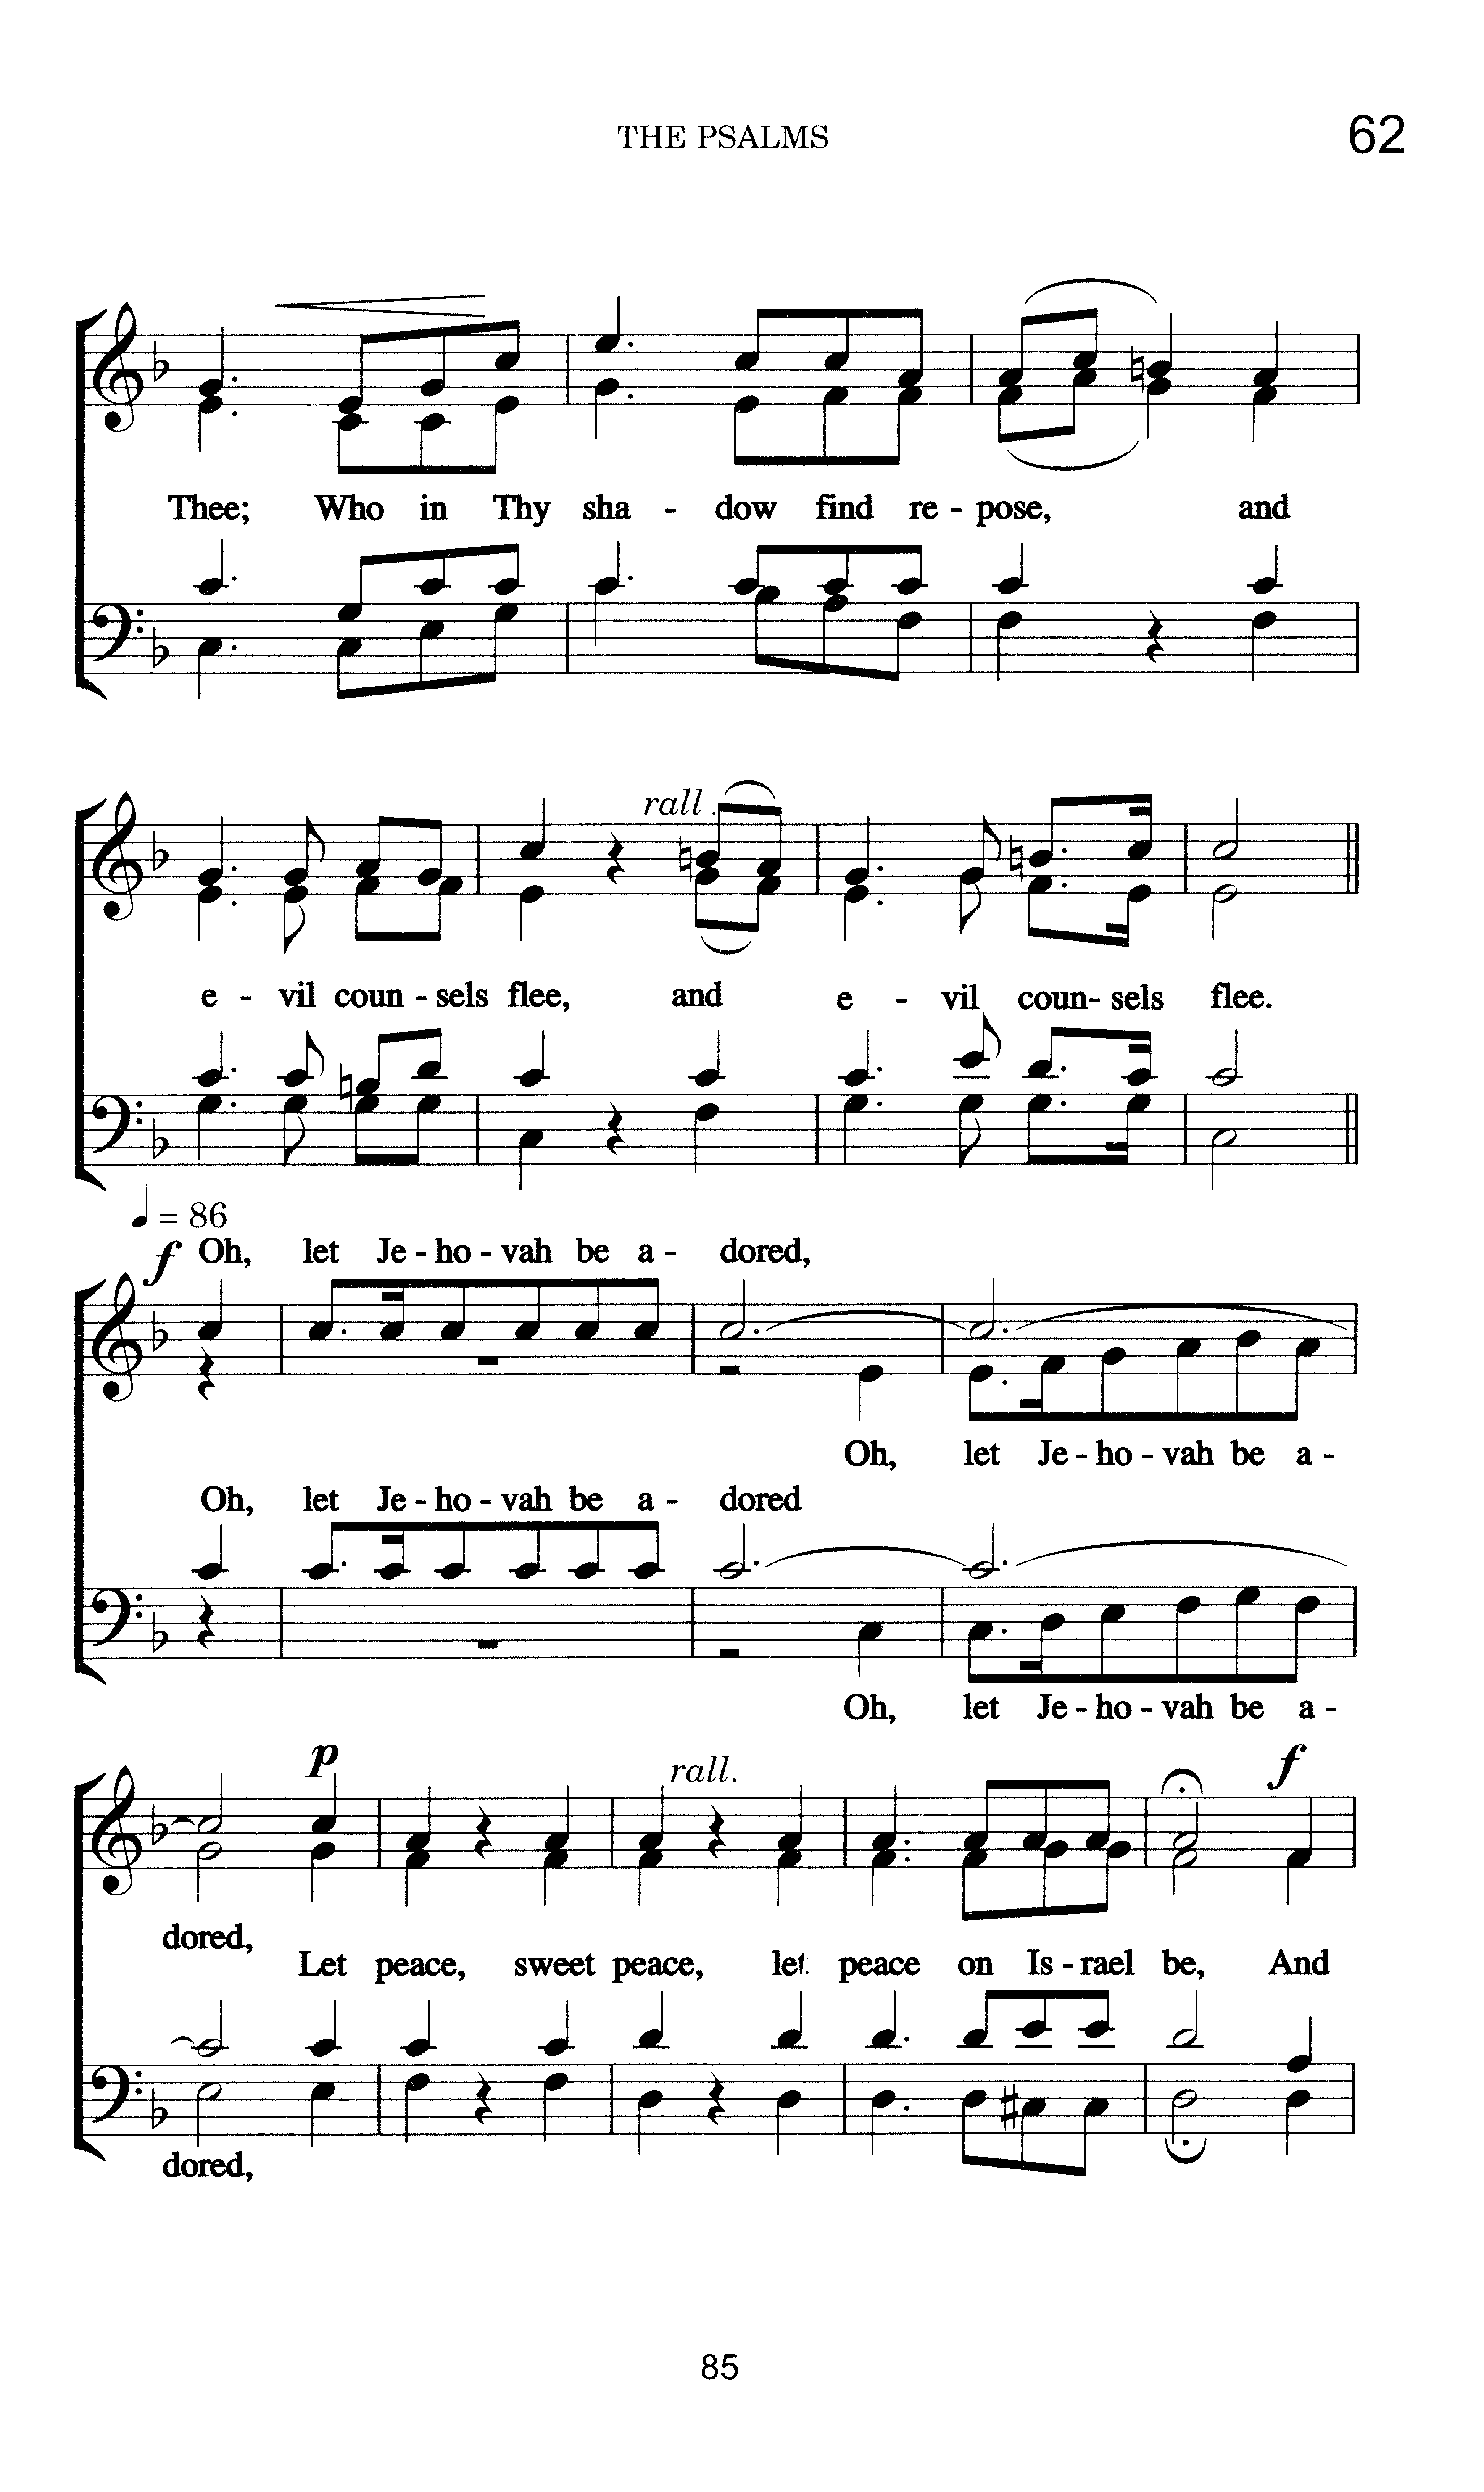 THE PSALMS 62
Thee; Who in Thy sha - dow find re - pose, and
rall .
e - vil coun - sels flee, and e - vil coun- sels flee.
♩ = 86
f Oh, let Je - ho - vah be a - dored,
Oh, let Je - ho - vah be a -
Oh, let Je - ho - vah be a - dored
Oh, let Je - ho - vah be a -
p rall. f
dored,
Let peace, sweet peace, let peace on Is - rael be, And
dored,
85